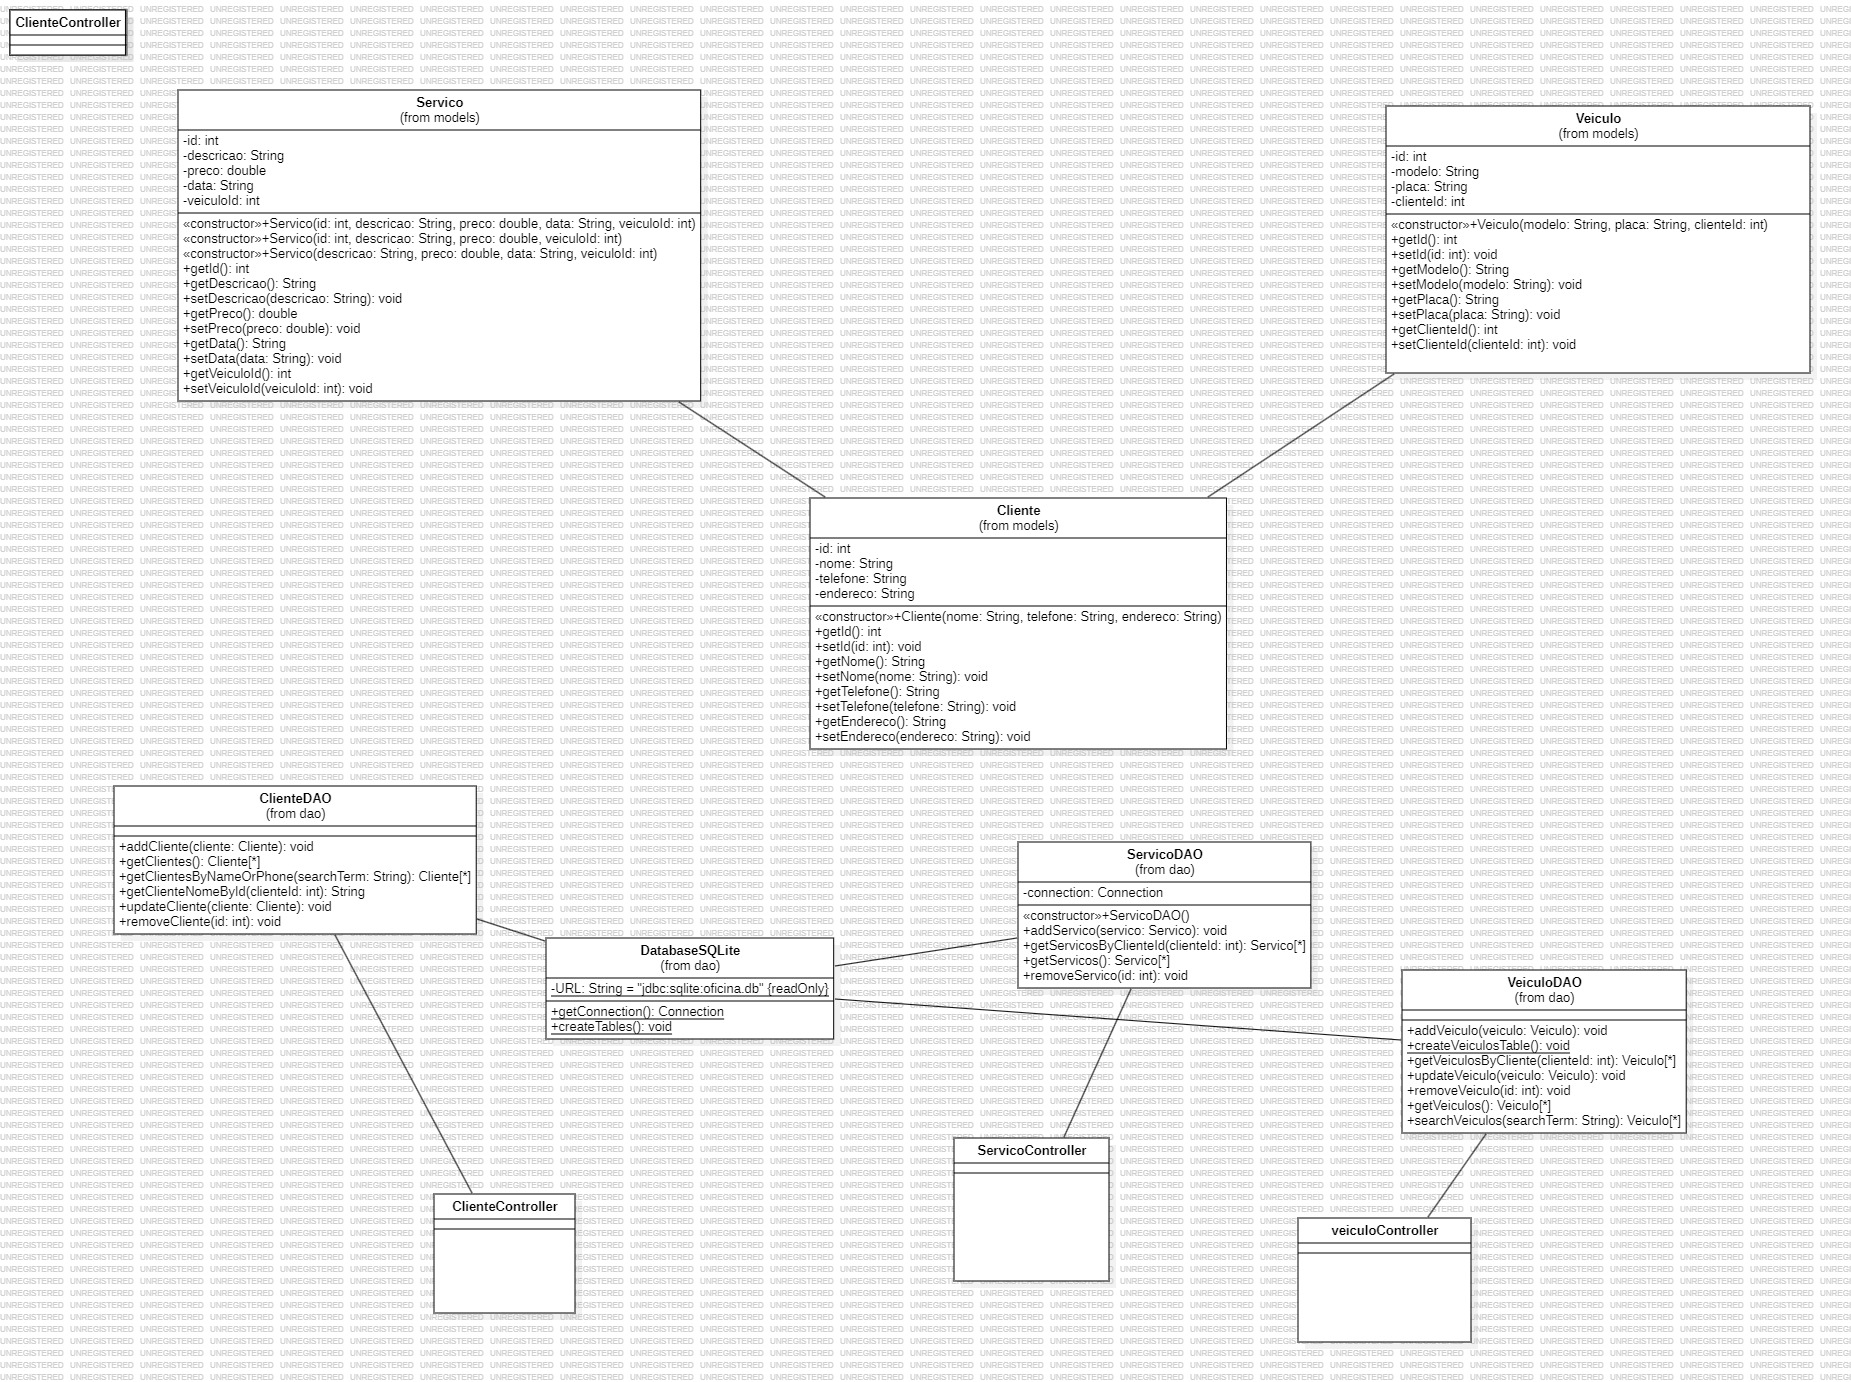 ClienteController
Servico
(from models)
-id: int
-descricao: String
-preco: double
-data: String
-veiculoId: int
«constructor»+Servico(id: int, descricao: String, preco: double, data: String, veiculoId: int)
«constructor»+Servico(id: int, descricao: String, preco: double, veiculoId: int)
«constructor»+Servico(descricao: String, preco: double, data: String, veiculoId: int)
+getId(): int
+getDescricao(): String
+setDescricao(descricao: String): void
+getPreco(): double
+setPreco(preco: double): void
+getData(): String
+setData(data: String): void
+getVeiculoId(): int
+setVeiculoId(veiculoId: int): void
Veiculo
(from models)
-id: int
-modelo: String
-placa: String
-clienteId: int
«constructor»+Veiculo(modelo: String, placa: String, clienteId: int)
+getId(): int
+setId(id: int): void
+getModelo(): String
+setModelo(modelo: String): void
+getPlaca(): String
+setPlaca(placa: String): void
+getClienteId(): int
+setClienteId(clienteId: int): void
Cliente
(from models)
-id: int
-nome: String
-telefone: String
-endereco: String
«constructor»+Cliente(nome: String, telefone: String, endereco: String)
+getId(): int
+setId(id: int): void
+getNome(): String
+setNome(nome: String): void
+getTelefone(): String
+setTelefone(telefone: String): void
+getEndereco(): String
+setEndereco(endereco: String): void
ClienteDAO
(from dao)
+addCliente(cliente: Cliente): void
+getClientes(): Cliente[*]
+getClientesByNameOrPhone(searchTerm: String): Cliente[*]
+getClienteNomeById(clienteId: int): String
+updateCliente(cliente: Cliente): void
+removeCliente(id: int): void
DatabaseSQLite
(from dao)
-URL: String = "jdbc:sqlite:oficina.db" {readOnly}
+getConnection(): Connection
+createTables(): void
ServicoDAO
(from dao)
-connection: Connection
«constructor»+ServicoDAO()
+addServico(servico: Servico): void
+getServicosByClienteId(clienteId: int): Servico[*]
+getServicos(): Servico[*]
+removeServico(id: int): void
VeiculoDAO
(from dao)
+addVeiculo(veiculo: Veiculo): void
+createVeiculosTable(): void
+getVeiculosByCliente(clienteId: int): Veiculo[*]
+updateVeiculo(veiculo: Veiculo): void
+removeVeiculo(id: int): void
+getVeiculos(): Veiculo[*]
+searchVeiculos(searchTerm: String): Veiculo[*]
ClienteController
ServicoController
veiculoController
UNREGISTERED